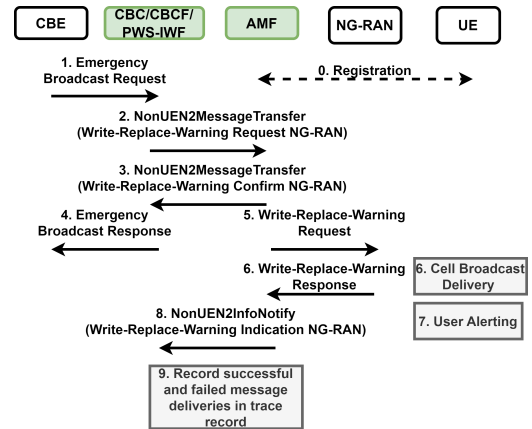 CBE
CBC/CBCF/
PWS-IWF
AMF
NG-RAN
UE
1. Emergency
Broadcast Request
0. Registration
2. NonUEN2MessageTransfer
(Write-Replace-Warning Request NG-RAN)
3. NonUEN2MessageTransfer
(Write-Replace-Warning Confirm NG-RAN)
4. Emergency
Broadcast Response
5. Write-Replace-Warning
Request
6. Write-Replace-Warning
Response
6. Cell Broadcast
Delivery
7. User Alerting
8. NonUEN2InfoNotify
(Write-Replace-Warning Indication NG-RAN)
9. Record successful
and failed message
deliveries in trace
record